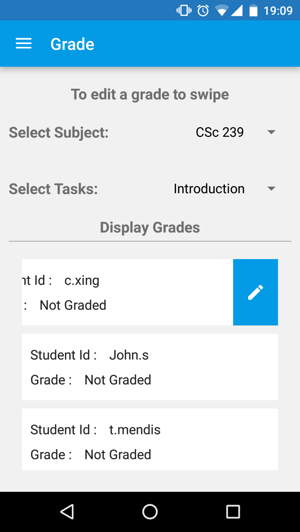 19:09
Grade
To edit a grade to swipe
Select Subject: CSc 239
Select Tasks: Introduction
Display Grades
nt Id : c.xing
: Not Graded
Student Id : John.s
Grade : Not Graded
Student Id : t.mendis
Grade : Not Graded